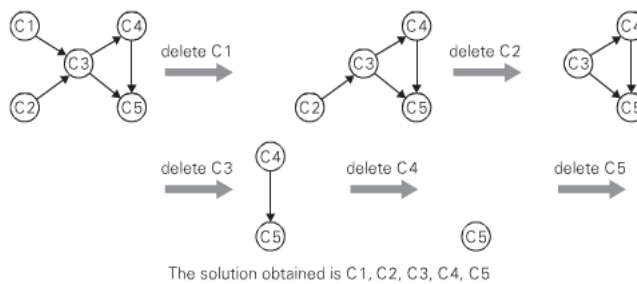 C1 C4 C4 C4
delete C1 delete C2
C3 C3 C3
C2 C5 C2 C5 C5
delete C3 C4 delete C4 delete C5
C5 C5
The solution obtained is C1, C2, C3, C4, C5